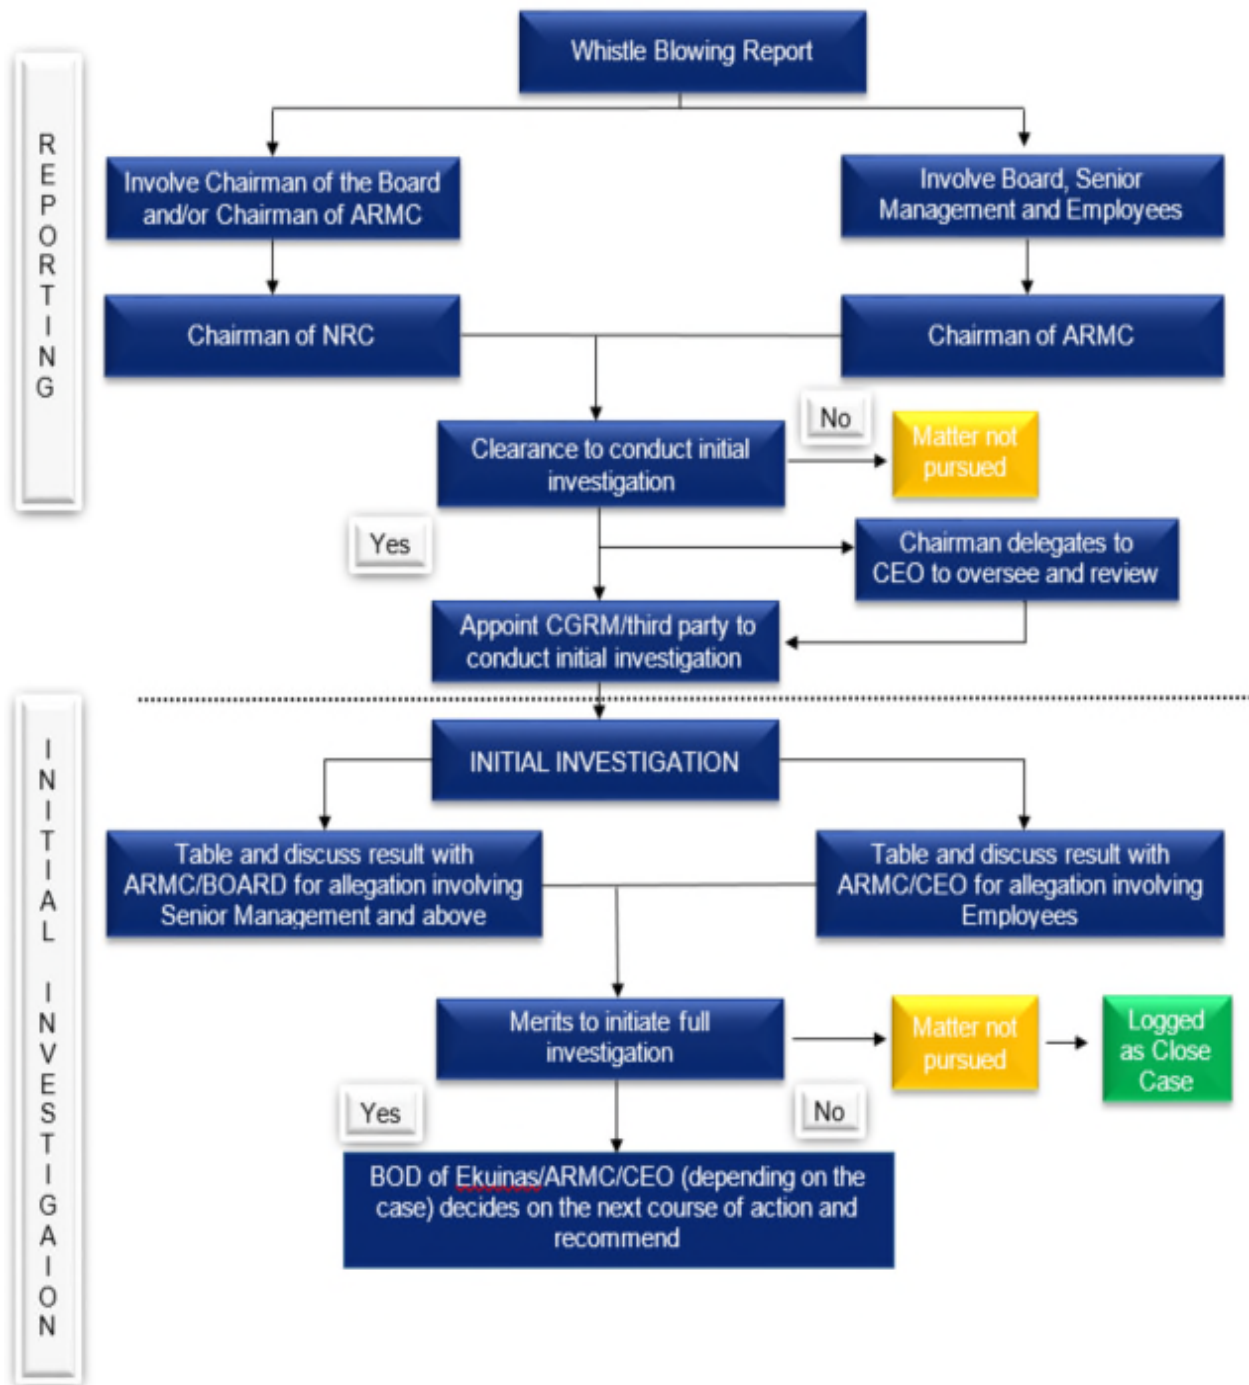 Whistle Blowing Report
REPORTING
Involve Chairman of the Board
and/or Chairman of ARMC
Involve Board, Senior
Management and Employees
Chairman of NRC
Chairman of ARMC
Clearance to conduct initial
investigation
No
Matter not
pursued
Yes
Chairman delegates to
CEO to oversee and review
Appoint CGRM/third party to
conduct initial investigation
INITIAL INVESTIGAION
INITIAL INVESTIGATION
Table and discuss result with
ARMC/BOARD for allegation involving
Senior Management and above
Table and discuss result with
ARMC/CEO for allegation involving
Employees
Merits to initiate full
investigation
Matter not
pursued
Logged
as Close
Case
Yes
No
BOD of Ekuinas/ARMC/CEO (depending on the
case) decides on the next course of action and
recommend